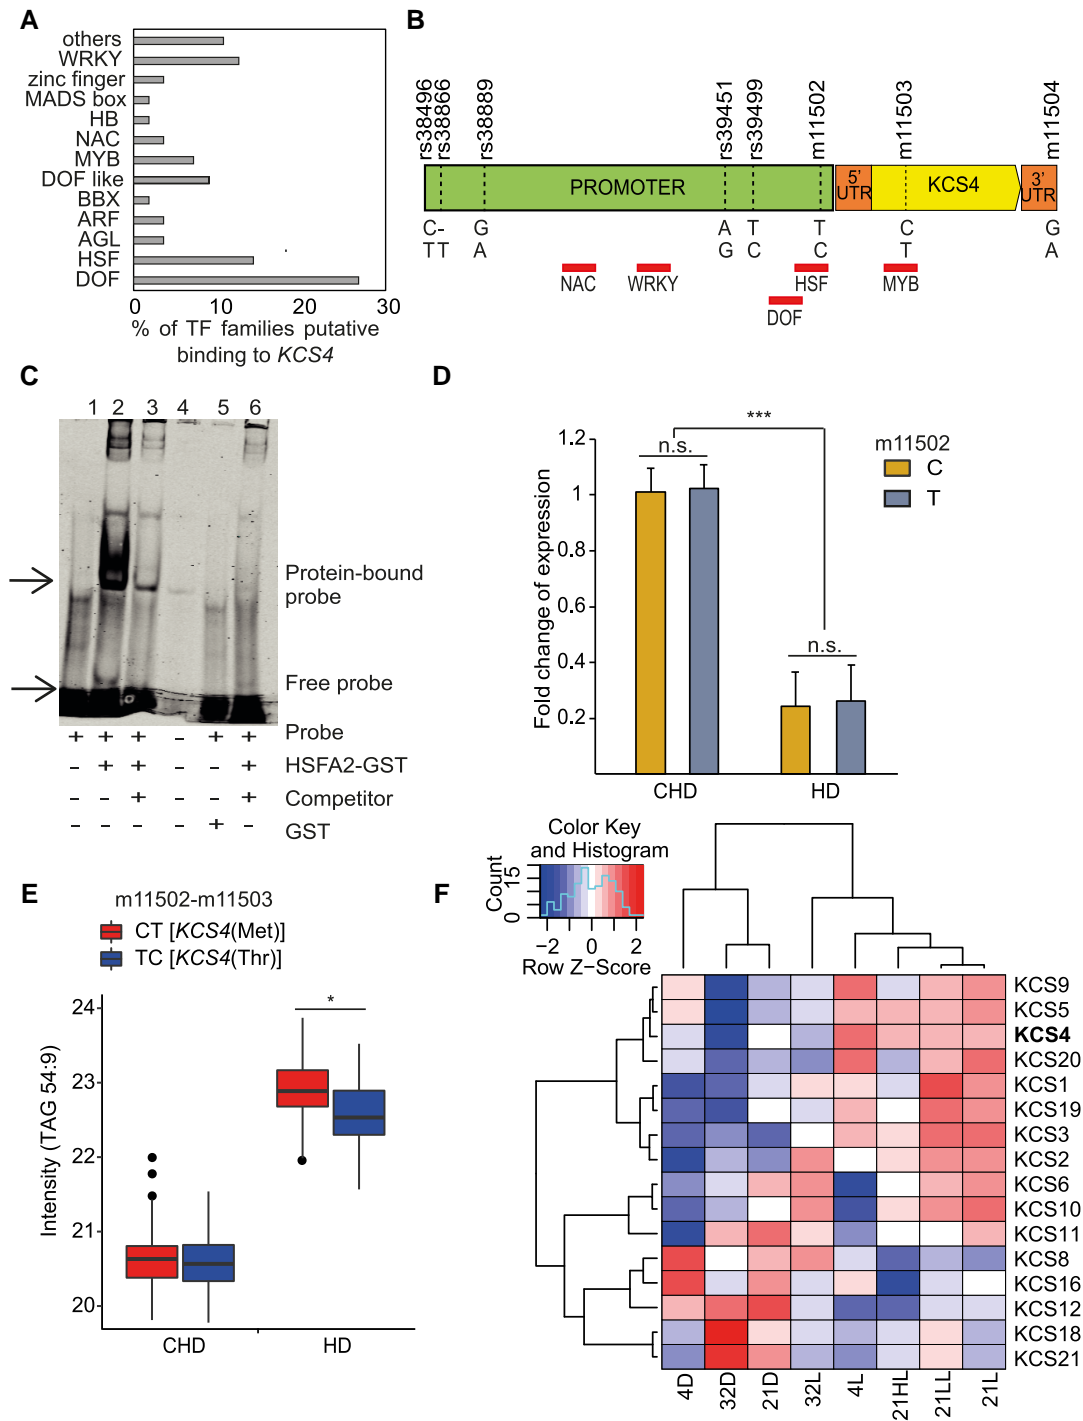 A
others
WRKY
zinc finger
MADS box
HB
NAC
MYB
DOF like
BBX
ARF
AGL
HSF
DOF
0 10 20 30
% of TF families putative
binding to KCS4
B
rs38496
rs38866
rs38889
rs39451
rs39499
m11502
m11503
m11504
PROMOTER
5'
UTR
KCS4
3'
UTR
C- G A T T C G
TT A G C C T A
NAC WRKY HSF MYB
DOF
C
1 2 3 4 5 6
Protein-bound
probe
Free probe
+ + + − + + Probe
− + + − − + HSFA2-GST
− − + − − + Competitor
− − − − + − GST
D
***
1.2
1
0.8
0.6
0.4
0.2
Fold change of expression
n.s.
n.s.
m11502
C
T
CHD HD
E
m11502-m11503
CT [KCS4(Met)]
TC [KCS4(Thr)]
24
23
22
21
20
Intensity (TAG 54:9)
*
CHD HD
F
Color Key
and Histogram
Count
0 15
−2 0 2
Row Z−Score
KCS9
KCS5
KCS4
KCS20
KCS1
KCS19
KCS3
KCS2
KCS6
KCS10
KCS11
KCS8
KCS16
KCS12
KCS18
KCS21
4D
32D
21D
32L
4L
21HL
21LL
21L